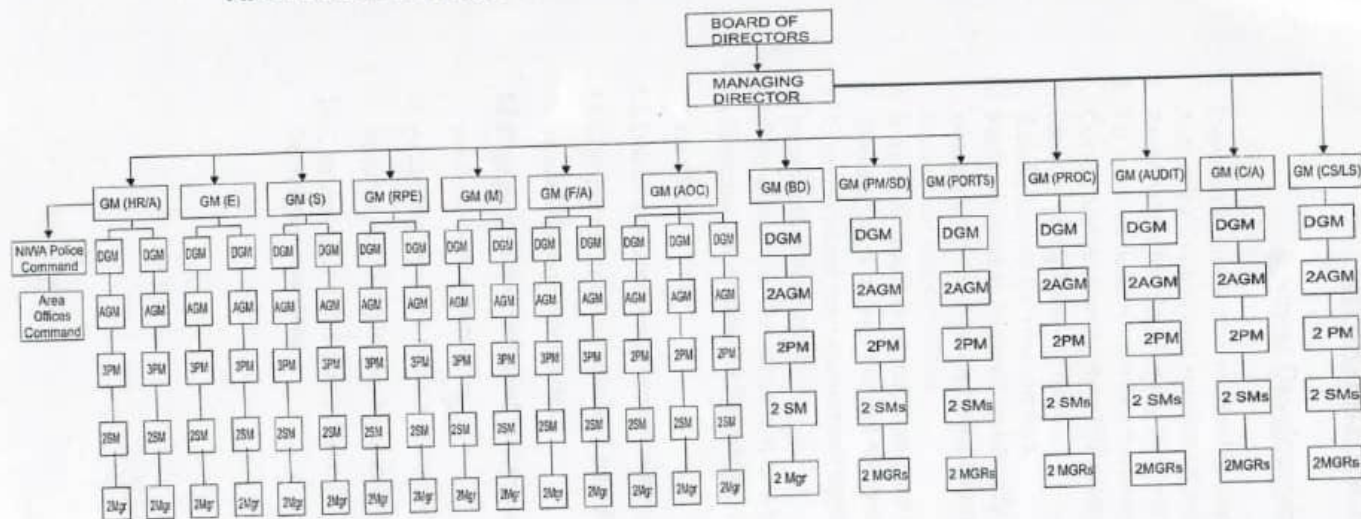 BOARD OF
DIRECTORS
MANAGING
DIRECTOR
GM (HR/A) GM (E) GM (S) GM (RPE) GM (M) GM (F/A) GM (AOC) GM (BD) GM (PM/SD) GM (PORTS) GM (PROC) GM (AUDIT) GM (C/A) GM (CS/LS)
NIWA Police
Command
Area
Offices
Command
DGM DGM DGM DGM DGM DGM DGM DGM DGM DGM DGM DGM DGM DGM DGM DGM DGM DGM DGM DGM DGM DGM
AGM AGM AGM AGM AGM AGM AGM AGM AGM AGM AGM AGM AGM AGM AGM 2AGM 2AGM 2AGM 2AGM 2AGM 2AGM 2AGM
3PM 3PM 3PM 3PM 3PM 3PM 3PM 3PM 3PM 3PM 3PM 3PM 2PM 2PM 2PM 2PM 2PM 2PM 2PM 2PM 2PM 2 PM
2SM 2SM 2SM 2SM 2SM 2SM 2SM 2SM 2SM 2SM 2SM 2SM 2SM 2SM 2SM 2 SM 2 SMs 2 SMs 2 SMs 2 SMs 2 SMs 2 SMs
2Mgr 2Mgr 2Mgr 2Mgr 2Mgr 2Mgr 2Mgr 2Mgr 2Mgr 2Mgr 2Mgr 2Mgr 2Mgr 2Mgr 2Mgr 2 Mgr 2 MGRs 2 MGRs 2 MGRs 2MGRs 2MGRs 2MGRs